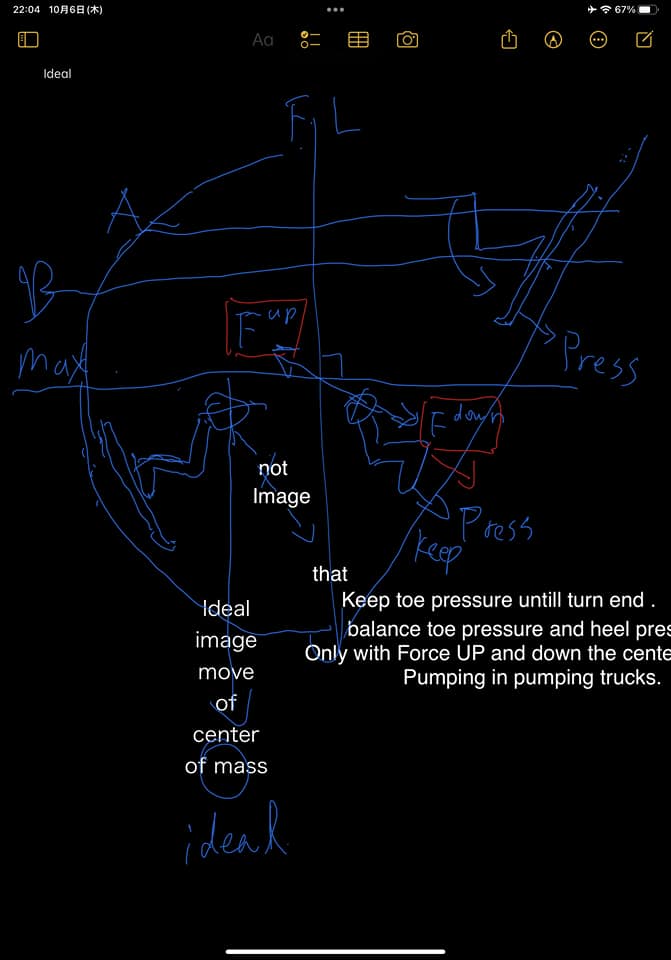 22:04 10月6日(木)
67%
Aa
Ideal
F. L
A
B
F up
Max.
Press
F down
not
Image
Press
Keep
that
Keep toe pressure untill turn end .
balance toe pressure and heel pres
Only with Force UP and down the cente
Pumping in pumping trucks.
Ideal
image
move
of
center
of mass
ideal